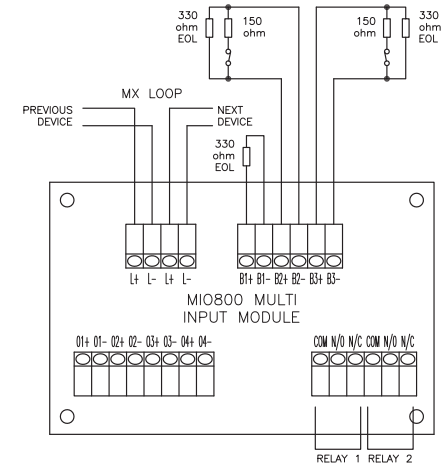 330
ohm
EOL
150
ohm
150
ohm
330
ohm
EOL
MX LOOP
PREVIOUS
DEVICE
NEXT
DEVICE
330
ohm
EOL
L+ L- L+ L-
B1+ B1- B2+ B2- B3+ B3-
MIO800 MULTI
INPUT MODULE
01+ 01- 02+ 02- 03+ 03- 04+ 04-
COM N/O N/C COM N/O N/C
RELAY 1 RELAY 2